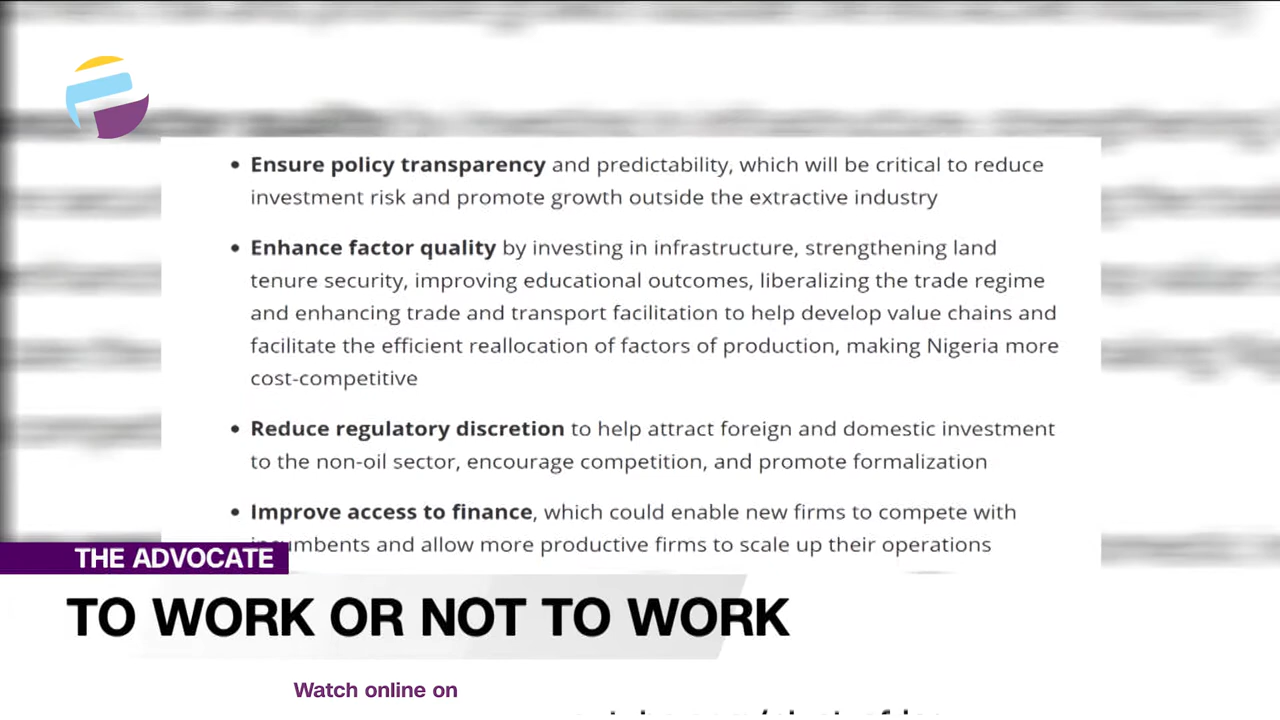 • Ensure policy transparency and predictability, which will be critical to reduce
investment risk and promote growth outside the extractive industry
• Enhance factor quality by investing in infrastructure, strengthening land
tenure security, improving educational outcomes, liberalizing the trade regime
and enhancing trade and transport facilitation to help develop value chains and
facilitate the efficient reallocation of factors of production, making Nigeria more
cost-competitive
• Reduce regulatory discretion to help attract foreign and domestic investment
to the non-oil sector, encourage competition, and promote formalization
• Improve access to finance, which could enable new firms to compete with
incumbents and allow more productive firms to scale up their operations
THE ADVOCATE
TO WORK OR NOT TO WORK
Watch online on